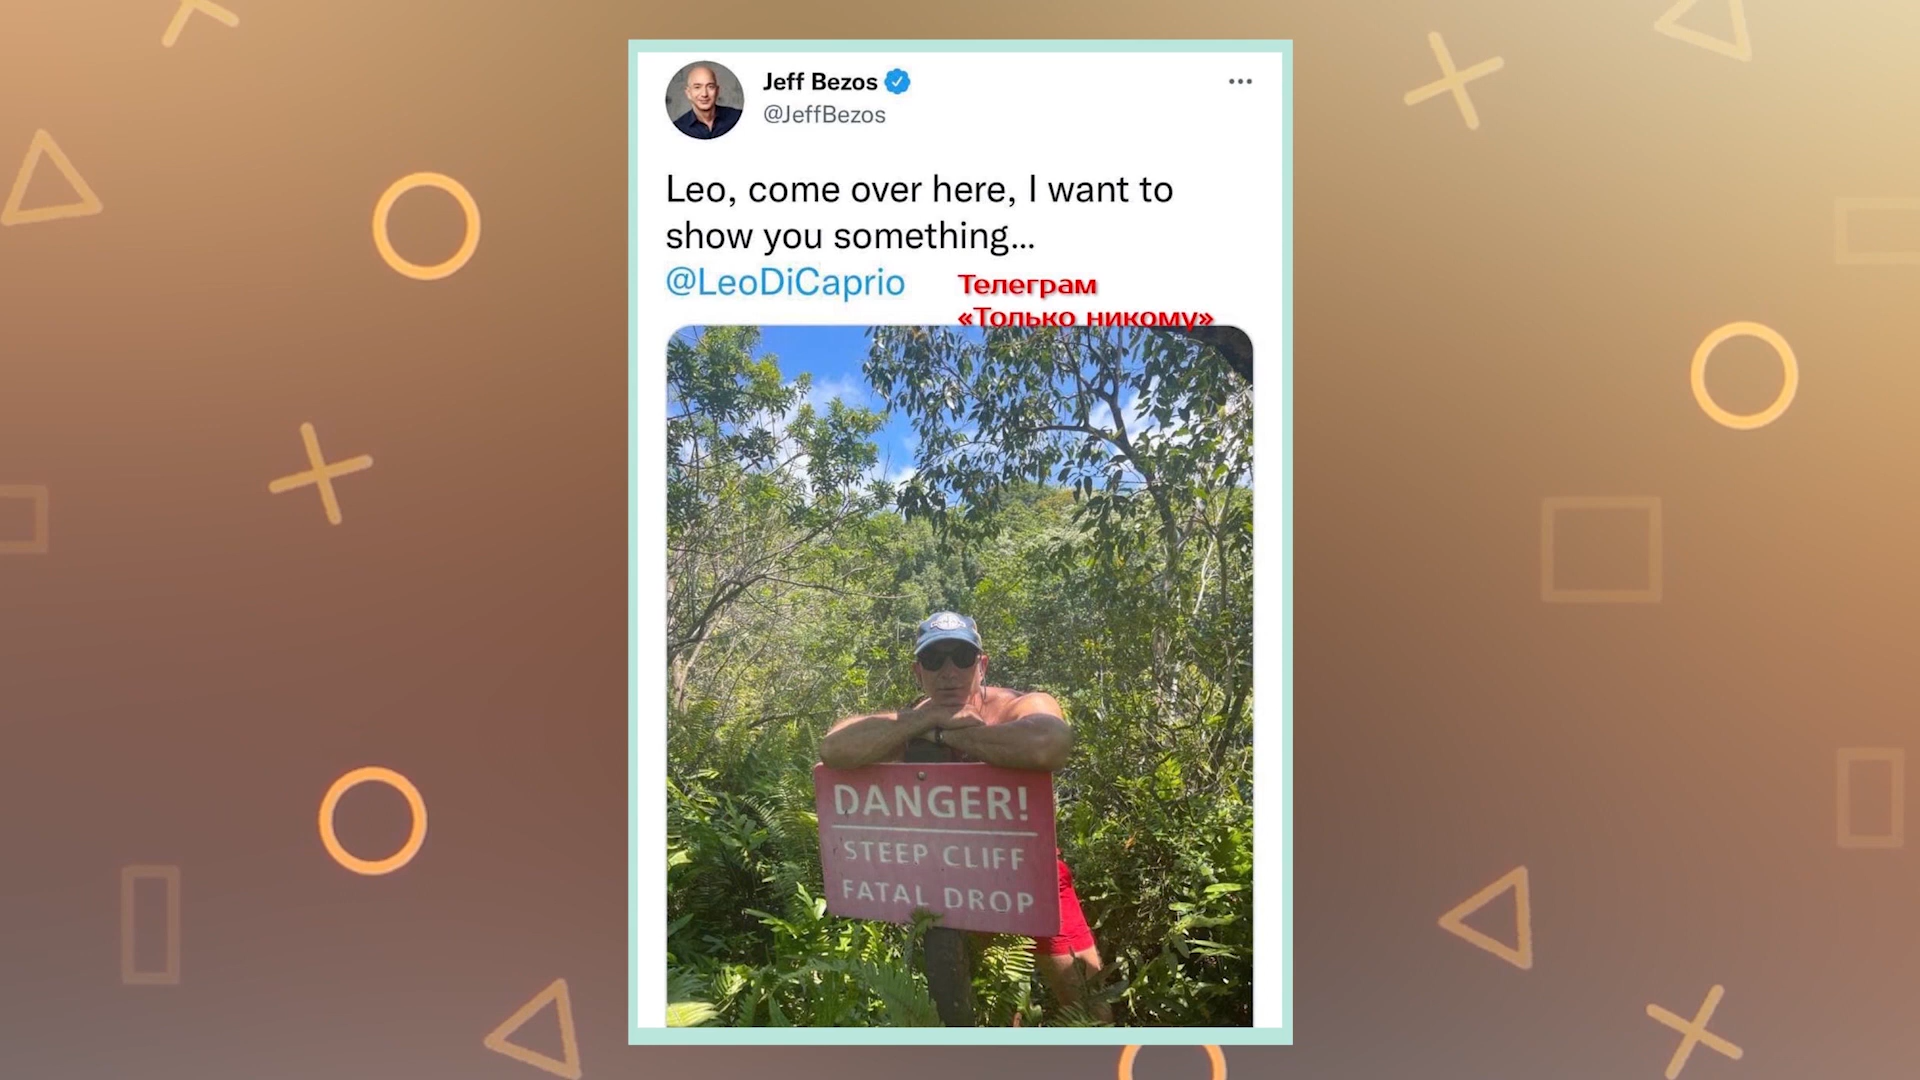 Jeff Bezos
@JeffBezos
Leo, come over here, I want to
show you something…
@LeoDiCaprio
Телеграм
«Только никому»
DANGER!
STEEP CLIFF
FATAL DROP